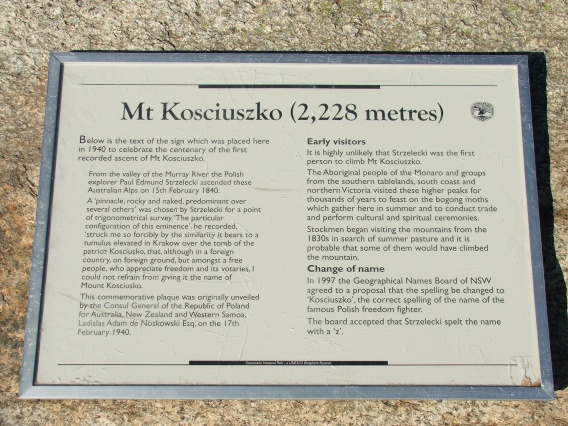 Mt Kosciuszko (2,228 metres)
Below is the text of the sign which was placed here
in 1940 to celebrate the centenary of the first
recorded ascent of Mt Kosciuszko.
From the valley of the Murray River the Polish
explorer Paul Edmund Strzelecki ascended these
Australian Alps on 15th February 1840.
A 'pinnacle, rocky and naked, predominant over
several others' was chosen by Strzelecki for a point
of trigonometrical survey. 'The particular
configuration of this eminence', he recorded,
'struck me so forcibly by the similarity it bears to a
tumulus elevated in Krakow over the tomb of the
patriot Kosciusko, that, although in a foreign
country, on foreign ground, but amongst a free
people, who appreciate freedom and its votaries, I
could not refrain from giving it the name of
Mount Kosciusko.
This commemorative plaque was originally unveiled
by the Consul General of the Republic of Poland
for Australia, New Zealand and Western Samoa,
Ladislas Adam de Noskowski Esq; on the 17th
February 1940.
Early visitors
It is highly unlikely that Strzelecki was the first
person to climb Mt Kosciuszko.
The Aboriginal people of the Monaro and groups
from the southern tablelands, south coast and
northern Victoria visited these higher peaks for
thousands of years to feast on the bogong moths
which gather here in summer and to conduct trade
and perform cultural and spiritual ceremonies.
Stockmen began visiting the mountains from the
1830s in search of summer pasture and it is
probable that some of them would have climbed
the mountain.
Change of name
In 1997 the Geographical Names Board of NSW
agreed to a proposal that the spelling be changed to
'Kosciuszko', the correct spelling of the name of the
famous Polish freedom fighter.
The board accepted that Strzelecki spelt the name
with a 'z'.
Kosciuszko National Park - a UNESCO Biosphere Reserve